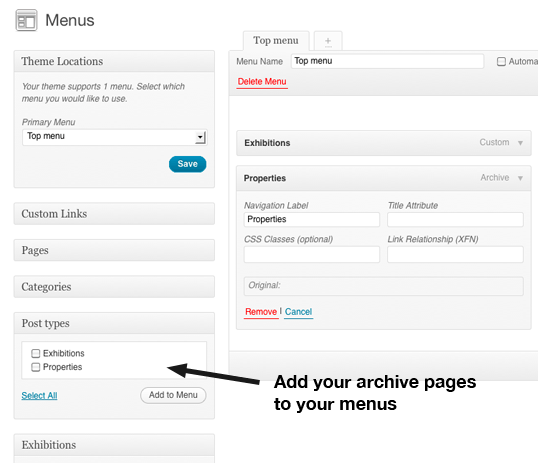 Menus
Theme Locations
Your theme supports 1 menu. Select which
menu you would like to use.
Primary Menu
Top menu
Save
Custom Links
Pages
Categories
Post types
Exhibitions
Properties
Select All
Add to Menu
Exhibitions
Top menu
+
Menu Name
Top menu
Automa
Delete Menu
Exhibitions
Custom
Properties
Archive
Navigation Label
Title Attribute
Properties
CSS Classes (optional)
Link Relationship (XFN)
Original:
Remove | Cancel
Add your archive pages
to your menus